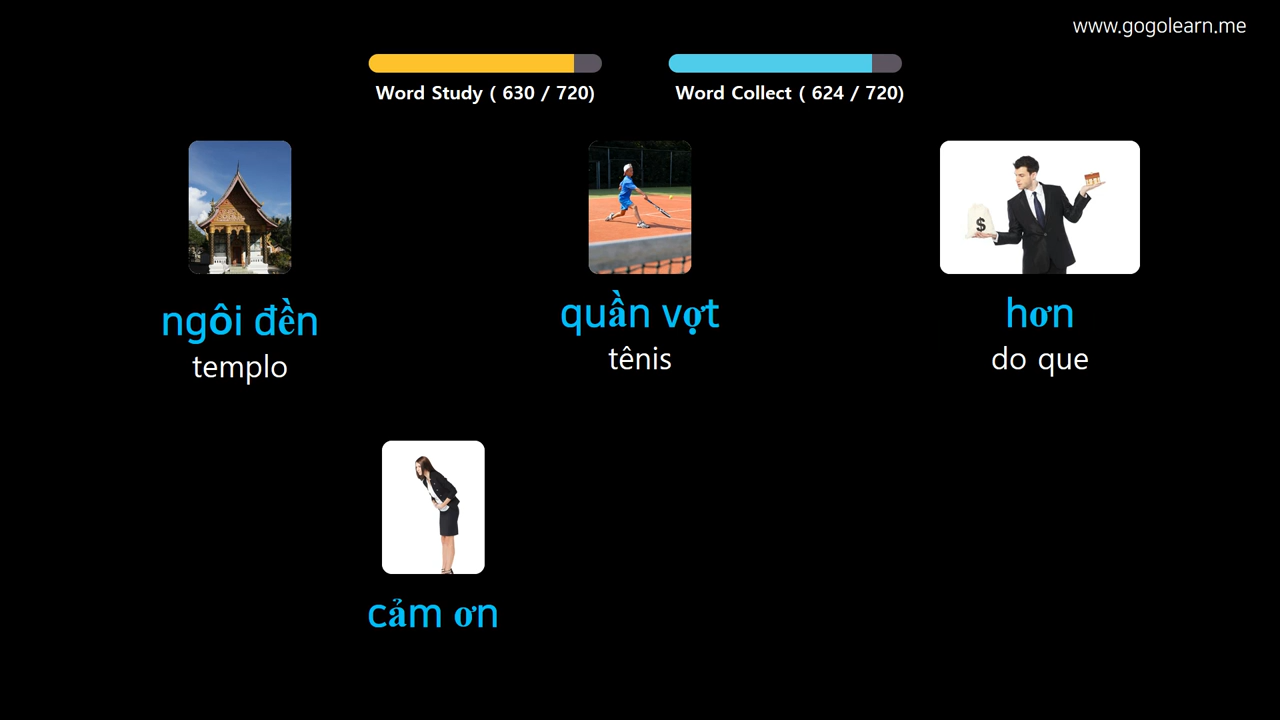 www.gogolearn.me
Word Study ( 630 / 720)
Word Collect ( 624 / 720)
$
ngôi đền
templo
quần vợt
tênis
hơn
do que
cảm ơn